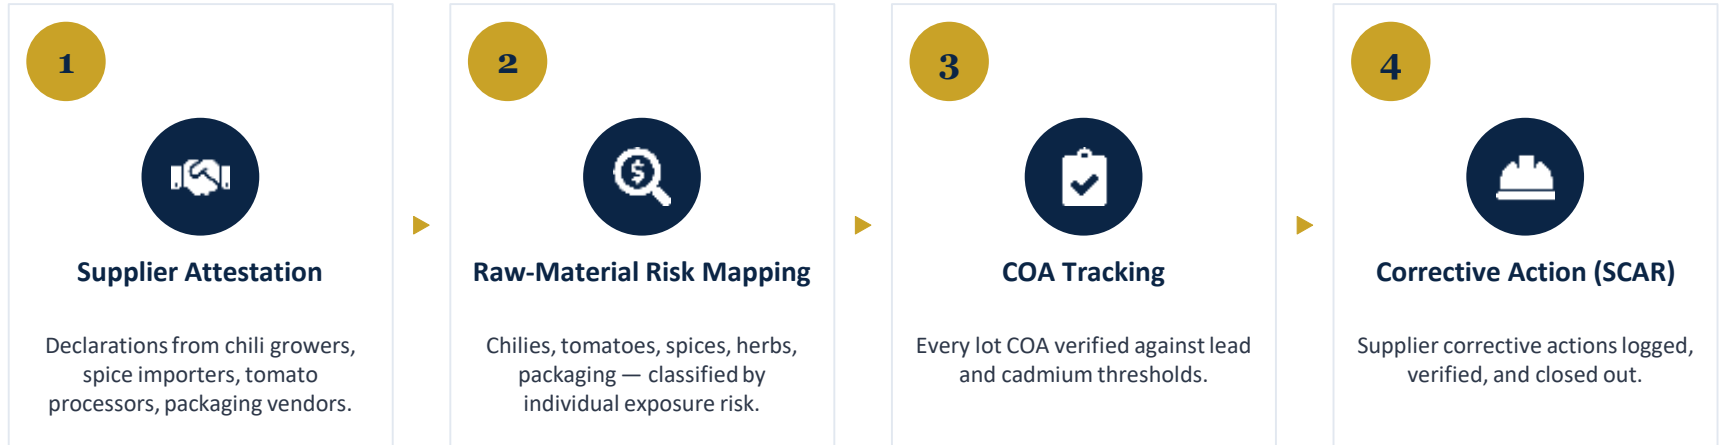 1
Supplier Attestation
Declarations from chili growers,
spice importers, tomato
processors, packaging vendors.
2
$
Raw-Material Risk Mapping
Chilies, tomatoes, spices, herbs,
packaging — classified by
individual exposure risk.
3
COA Tracking
Every lot COA verified against lead
and cadmium thresholds.
4
Corrective Action (SCAR)
Supplier corrective actions logged,
verified, and closed out.